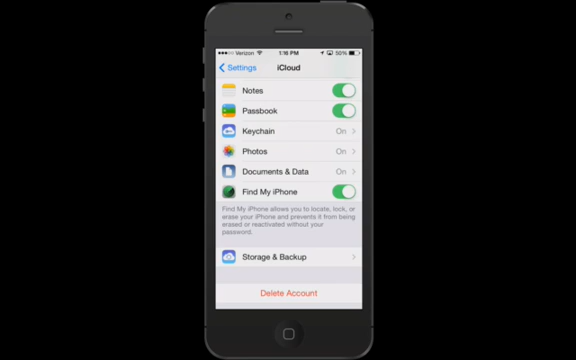 Verizon 1:16 PM 50%
Settings iCloud
Notes
Passbook
Keychain On
Photos On
Documents & Data On
Find My iPhone
Find My iPhone allows you to locate, lock, or
erase your iPhone and prevents it from being
erased or reactivated without your
password.
Storage & Backup
Delete Account